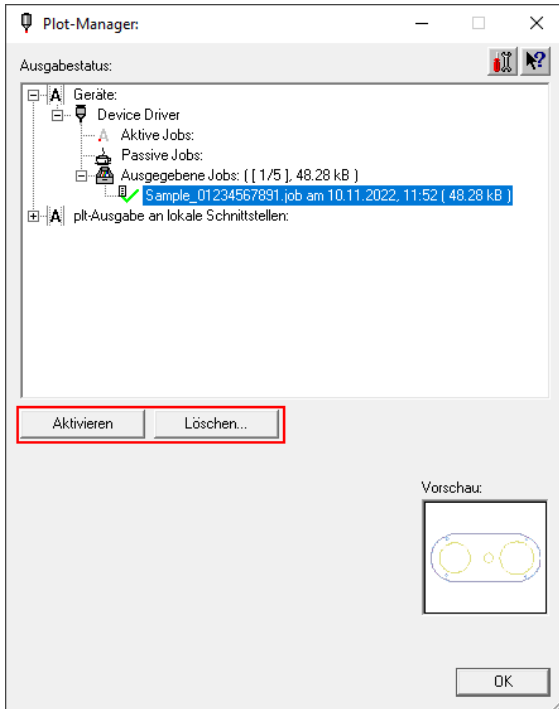 Plot-Manager:
Ausgabestatus:
Geräte:
Device Driver
Aktive Jobs:
Passive Jobs:
Ausgegebene Jobs: ( [ 1/5 ], 48.28 kB )
Sample_01234567891.job am 10.11.2022, 11:52 ( 48.28 kB )
plt-Ausgabe an lokale Schnittstellen:
Aktivieren
Löschen...
Vorschau:
OK